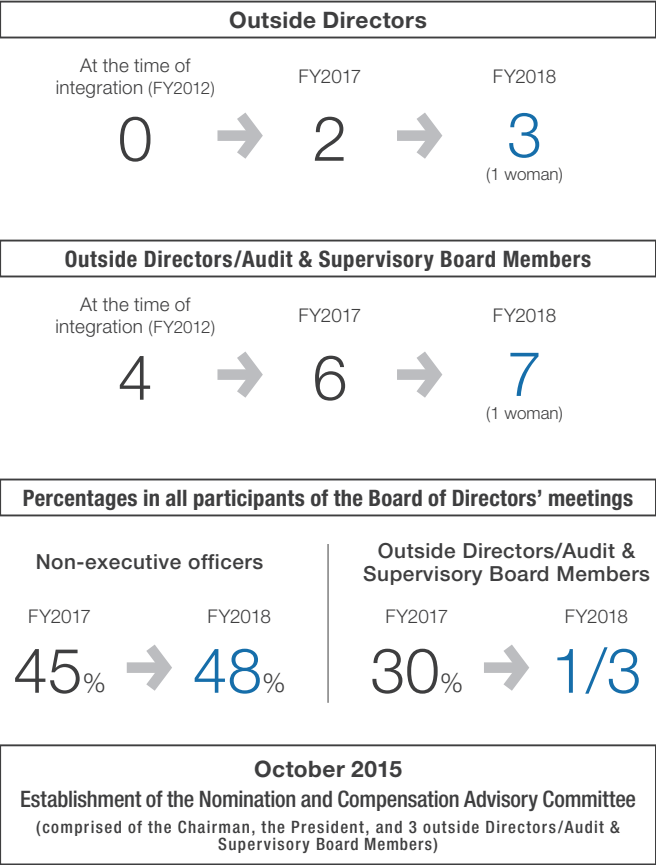 Outside Directors
At the time of
integration (FY2012)
FY2017
FY2018
0
2
3
(1 woman)
Outside Directors/Audit & Supervisory Board Members
At the time of
integration (FY2012)
FY2017
FY2018
4
6
7
(1 woman)
Percentages in all participants of the Board of Directors’ meetings
Non-executive officers
FY2017
FY2018
45%
48%
Outside Directors/Audit &
Supervisory Board Members
FY2017
FY2018
30%
1/3
October 2015
Establishment of the Nomination and Compensation Advisory Committee
(comprised of the Chairman, the President, and 3 outside Directors/Audit &
Supervisory Board Members)